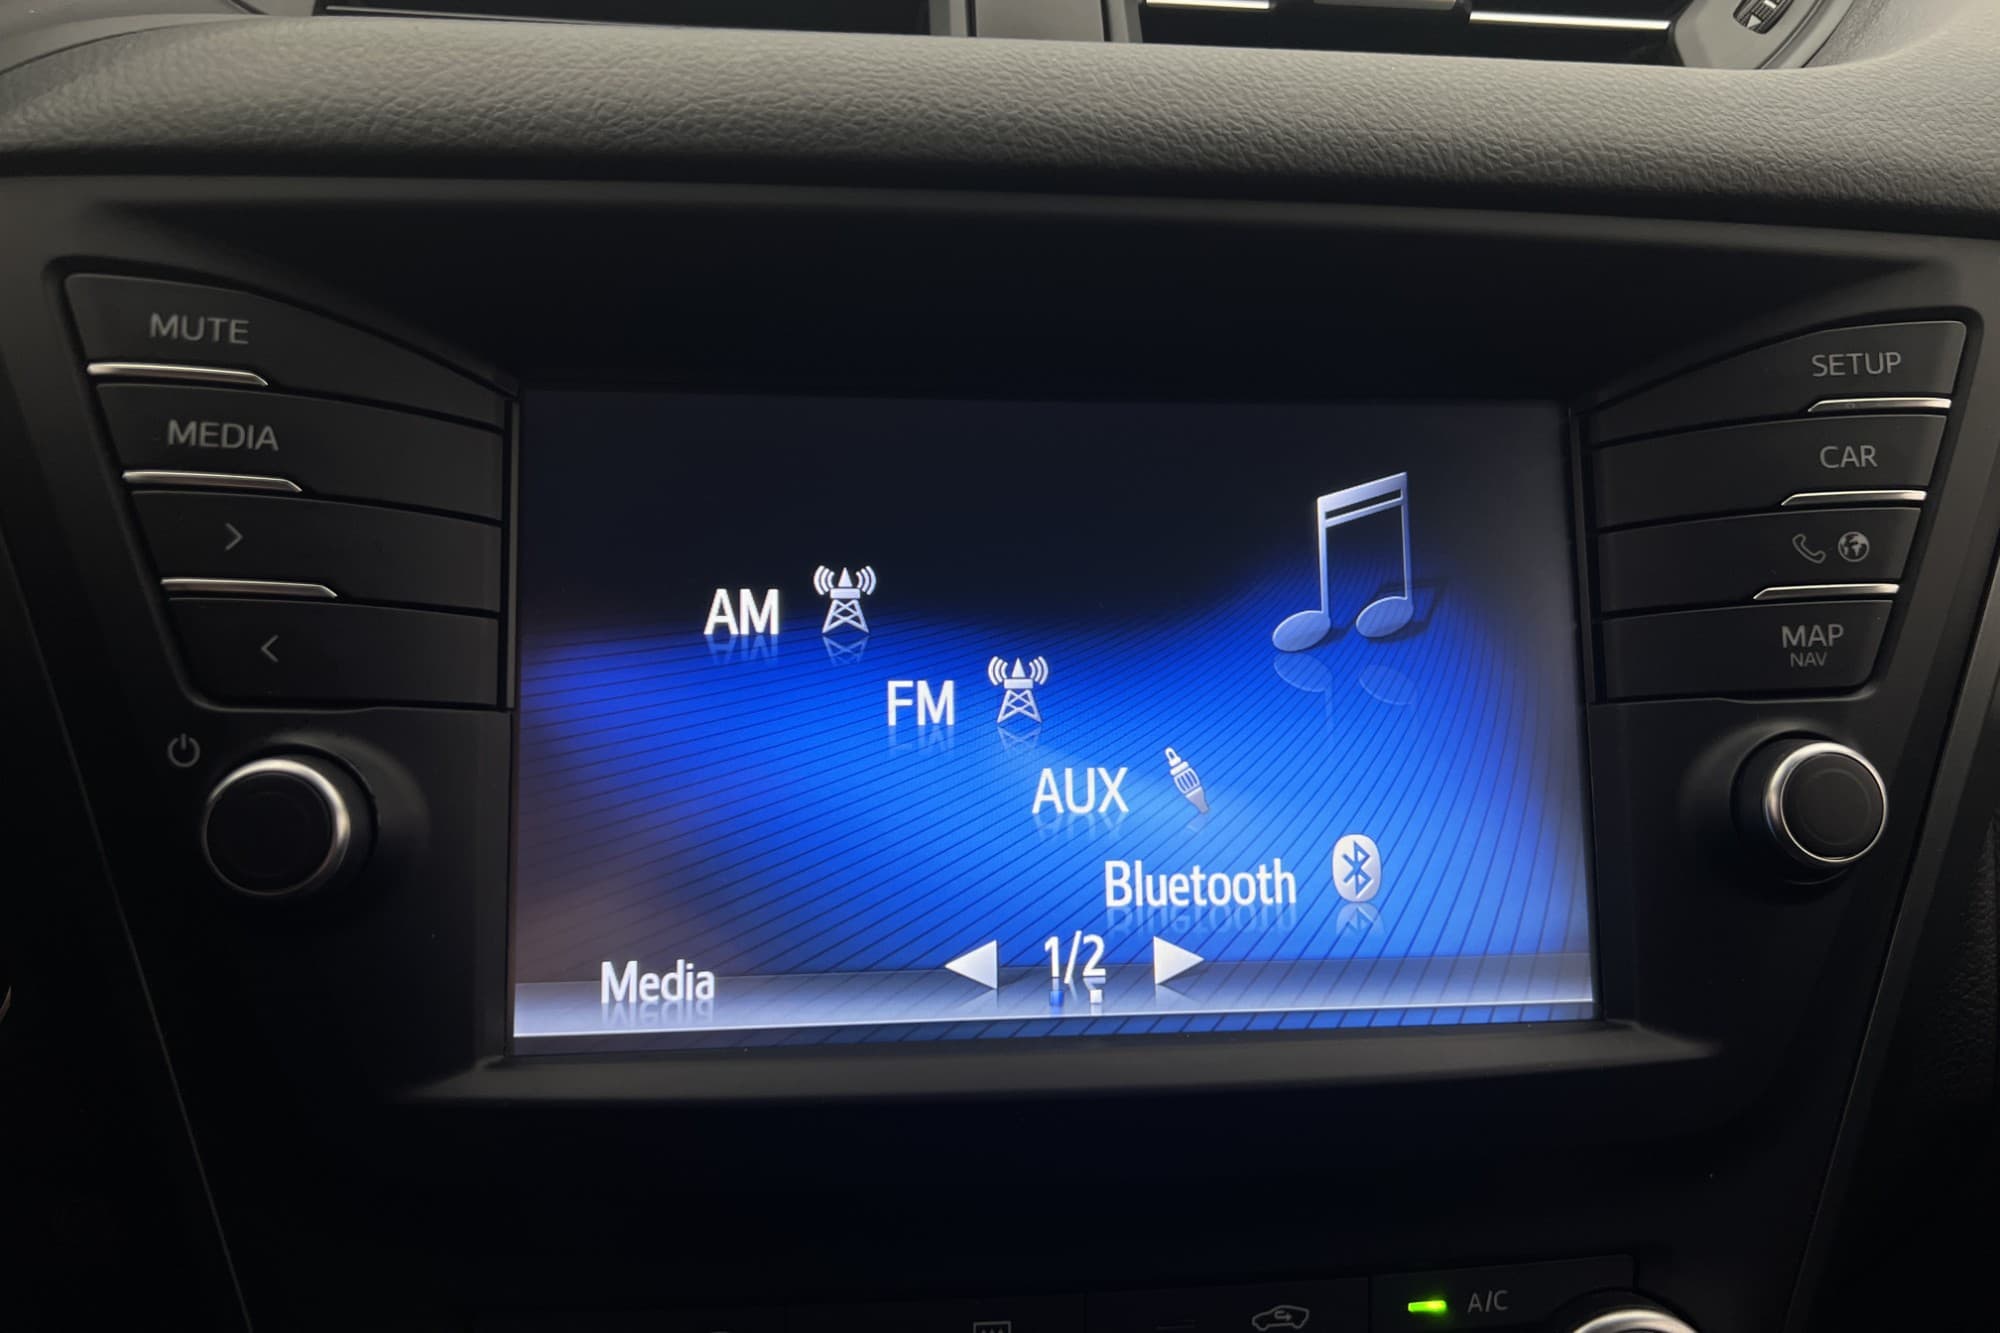 MUTE
MEDIA
>
<
SETUP
CAR
MAP
NAV
AM
FM
AUX
Bluetooth
Media
1/2
A/C